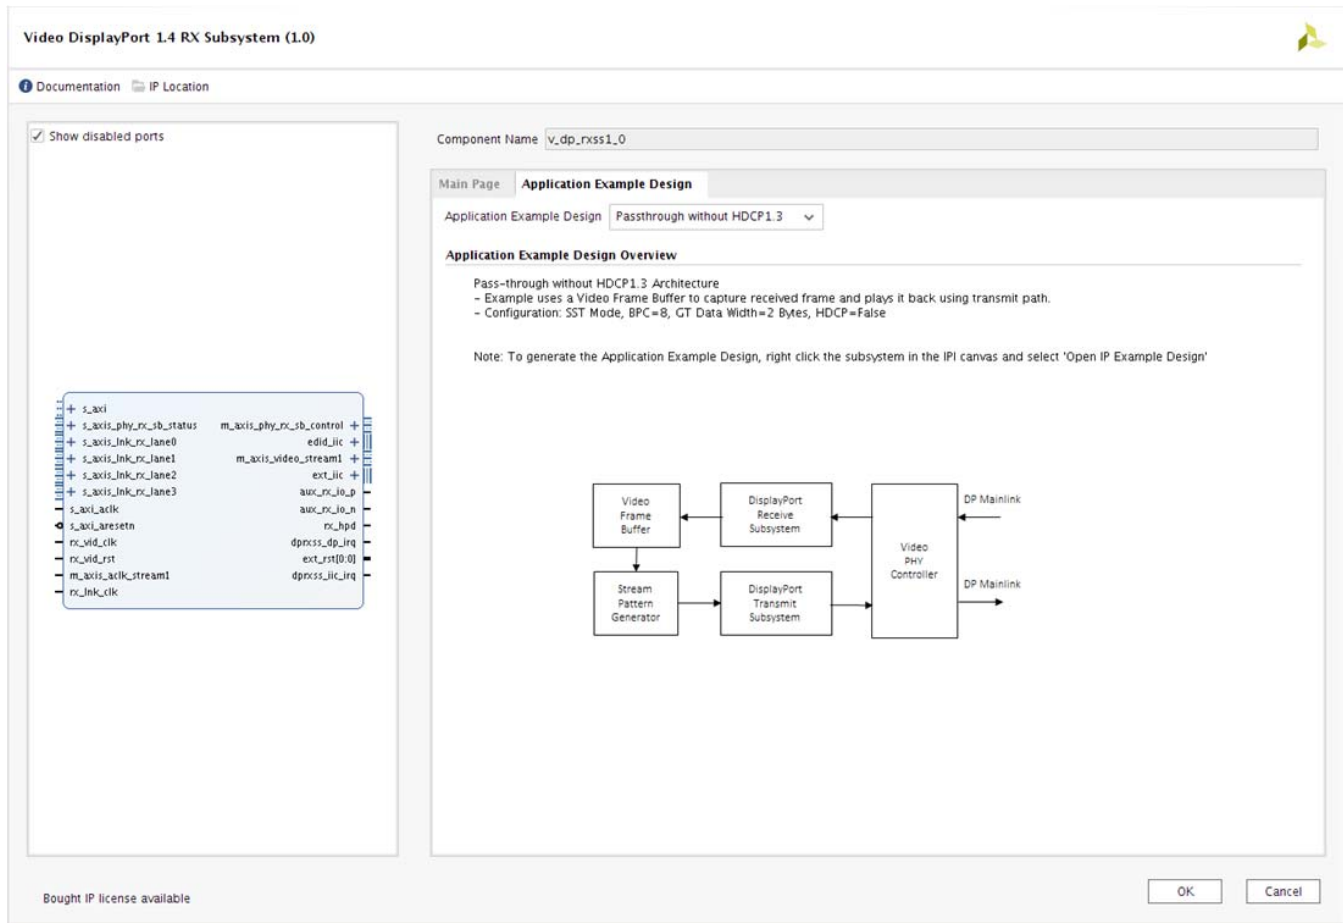 Video DisplayPort 1.4 RX Subsystem (1.0)
Documentation IP Location
Show disabled ports
s_axi
s_axis_phy_rx_sb_status
s_axis_lnk_rx_lane0
s_axis_lnk_rx_lane1
s_axis_lnk_rx_lane2
s_axis_lnk_rx_lane3
s_axi_aclk
s_axi_aresetn
rx_vid_clk
rx_vid_rst
m_axis_aclk_stream1
rx_lnk_clk
m_axis_phy_rx_sb_control
edid_iic
m_axis_video_stream1
ext_iic
aux_rx_io_p
aux_rx_io_n
rx_hpd
dprxss_dp_irq
ext_rst[0:0]
dprxss_iic_irq
Component Name v_dp_rxss1_0
Main Page Application Example Design
Application Example Design Passthrough without HDCP1.3
Application Example Design Overview
Pass-through without HDCP1.3 Architecture
- Example uses a Video Frame Buffer to capture received frame and plays it back using transmit path.
- Configuration: SST Mode, BPC=8, GT Data Width=2 Bytes, HDCP=False
Note: To generate the Application Example Design, right click the subsystem in the IPI canvas and select 'Open IP Example Design'
Video
Frame
Buffer
DisplayPort
Receive
Subsystem
Video
PHY
Controller
DP Mainlink
Stream
Pattern
Generator
DisplayPort
Transmit
Subsystem
DP Mainlink
Bought IP license available
OK
Cancel